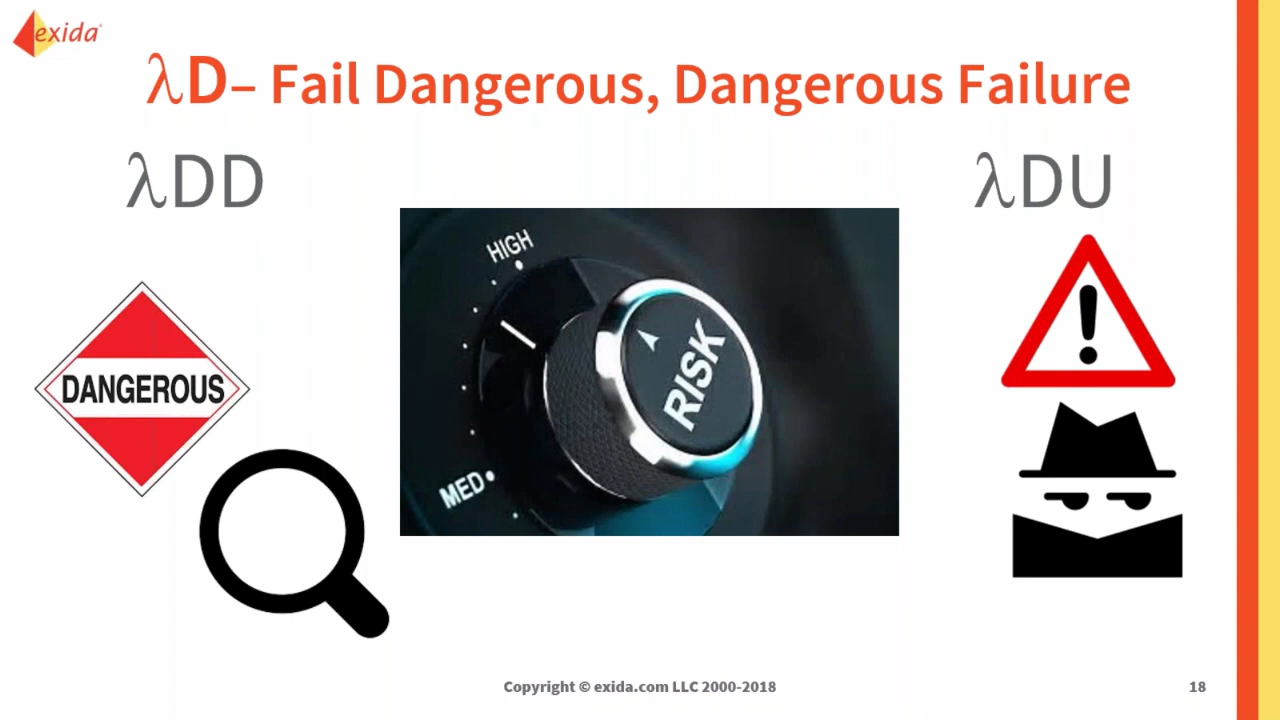 exida
λD– Fail Dangerous, Dangerous Failure
λDD
λDU
HIGH
RISK
MED
DANGEROUS
Copyright © exida.com LLC 2000-2018
18